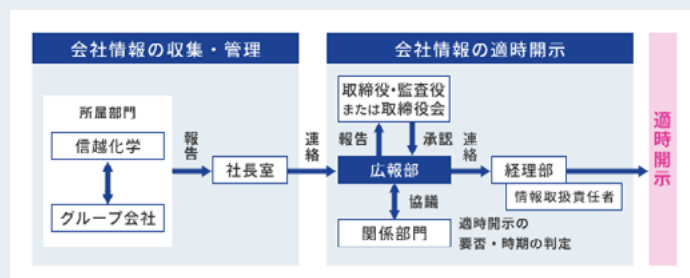 会社情報の収集・管理
所属部門
信越化学
グループ会社
報告
社長室
連絡
会社情報の適時開示
取締役・監査役
または取締役会
報告
承認
広報部
協議
関係部門
適時開示の
要否・時期の判定
連絡
経理部
情報取扱責任者
適時開示